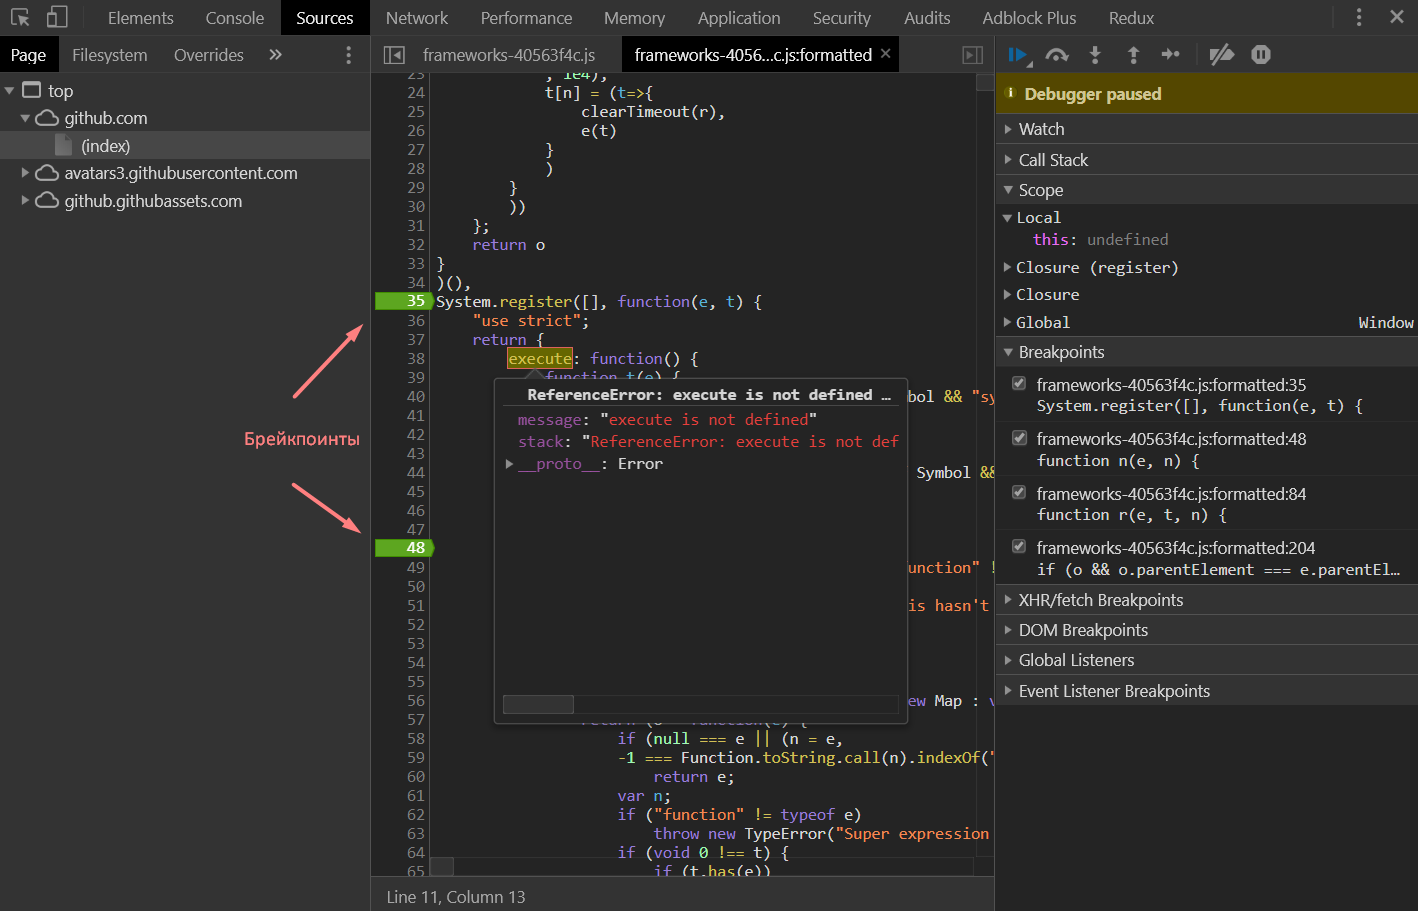 Elements Console Sources Network Performance Memory Application Security Audits Adblock Plus Redux
Page Filesystem Overrides
frameworks-40563f4c.js frameworks-4056…c.js:formatted
top
github.com
(index)
avatars3.githubusercontent.com
github.githubassets.com
Брейкпоинты
23 , 1e4),
24 t[n] = (t=>{
25 clearTimeout(r),
26 e(t)
27 }
28 )
29 }
30 ))
31 };
32 return o
33 }
34 )(),
35 System.register([], function(e, t) {
36 "use strict";
37 return {
38 execute: function() {
39 function t(e) {
40 bol && "sy
41
42
43
44 Symbol &&
45
46
47
48
49 unction" !
50
51 is hasn't
52
53
54
55
56 ew Map : v
57
58 if (null === e || (n = e,
59 -1 === Function.toString.call(n).indexOf("
60 return e;
61 var n;
62 if ("function" != typeof e)
63 throw new TypeError("Super expression
64 if (void 0 !== t) {
65 if (t.has(e))
ReferenceError: execute is not defined …
message: "execute is not defined"
stack: "ReferenceError: execute is not def
__proto__: Error
Line 11, Column 13
Debugger paused
Watch
Call Stack
Scope
Local
this: undefined
Closure (register)
Closure
Global Window
Breakpoints
frameworks-40563f4c.js:formatted:35
System.register([], function(e, t) {
frameworks-40563f4c.js:formatted:48
function n(e, n) {
frameworks-40563f4c.js:formatted:84
function r(e, t, n) {
frameworks-40563f4c.js:formatted:204
if (o && o.parentElement === e.parentEl…
XHR/fetch Breakpoints
DOM Breakpoints
Global Listeners
Event Listener Breakpoints